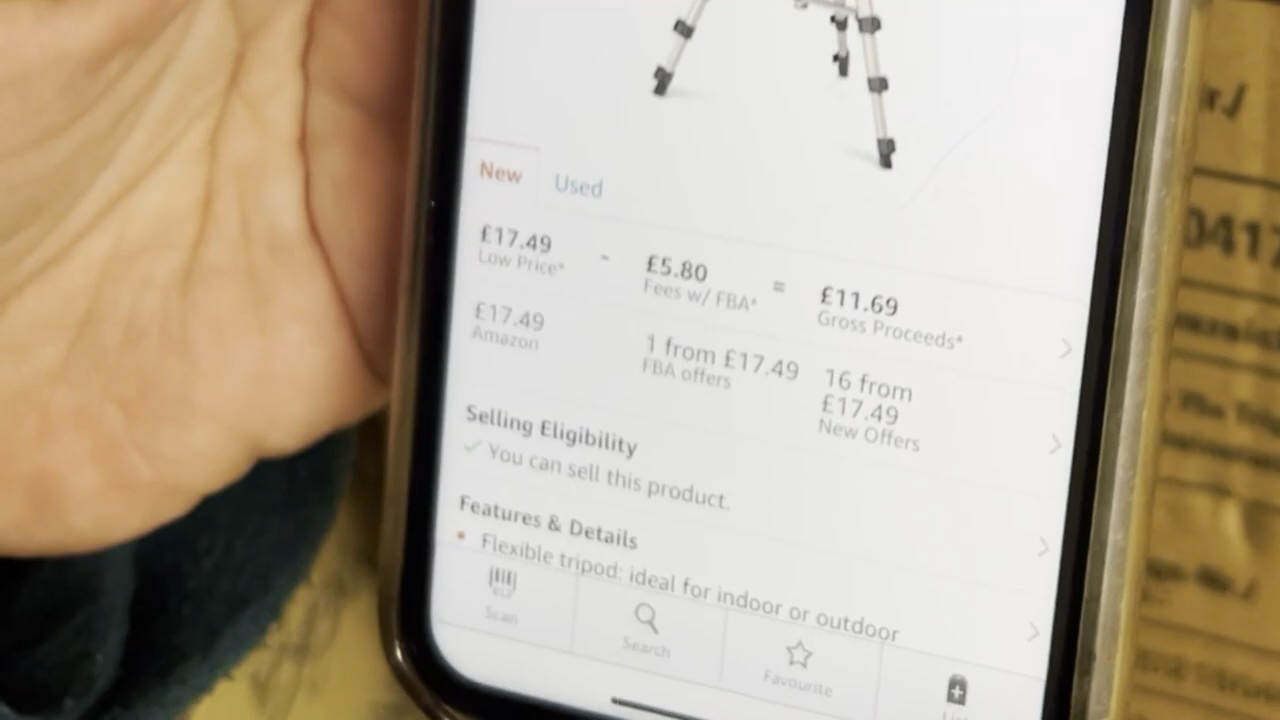 New
Used
£17.49
Low Price*
-
£5.80
Fees w/ FBA*
=
£11.69
Gross Proceeds*
£17.49
Amazon
1 from £17.49
FBA offers
16 from
£17.49
New Offers
Selling Eligibility
You can sell this product.
Features & Details
Flexible tripod: ideal for indoor or outdoor
Scan
Search
Favourite
0417